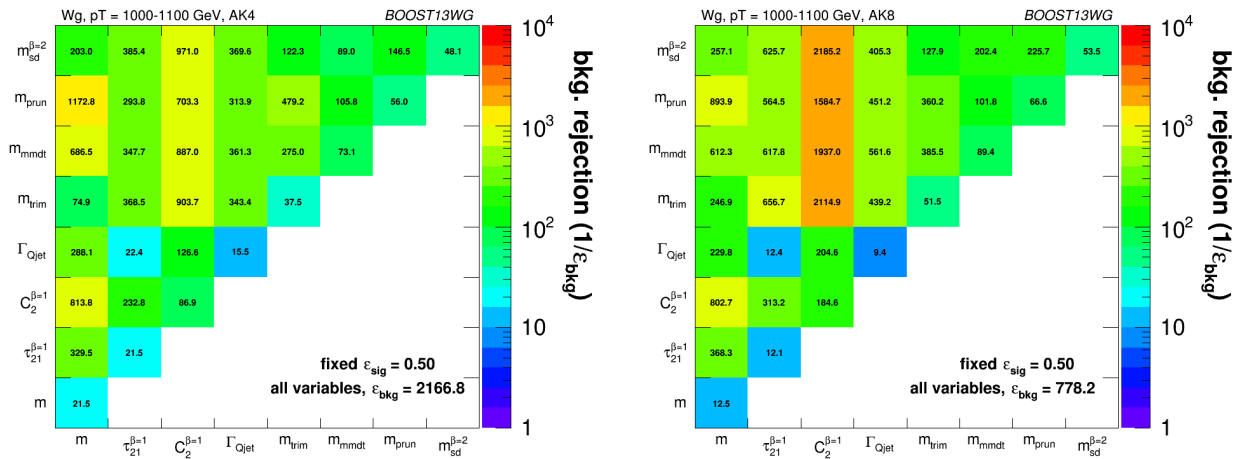 Wg, pT = 1000-1100 GeV, AK4 BOOST13WG
m_sd^β=2 203.0 385.4 971.0 369.6 122.3 89.0 146.5 48.1
m_prun 1172.8 293.8 703.3 313.9 479.2 105.8 56.0
m_mmdt 686.5 347.7 887.0 361.3 275.0 73.1
m_trim 74.9 368.5 903.7 343.4 37.5
Γ_Qjet 288.1 22.4 126.6 15.5
C_2^β=1 813.8 232.8 86.9
τ_21^β=1 329.5 21.5
m 21.5
fixed ε_sig = 0.50
all variables, ε_bkg = 2166.8
m τ_21^β=1 C_2^β=1 Γ_Qjet m_trim m_mmdt m_prun m_sd^β=2
10^4
10^3
10^2
10
1
bkg. rejection (1/ε_bkg)
Wg, pT = 1000-1100 GeV, AK8 BOOST13WG
m_sd^β=2 257.1 625.7 2185.2 405.3 127.9 202.4 225.7 53.5
m_prun 893.9 564.5 1584.7 451.2 360.2 101.8 66.6
m_mmdt 612.3 617.8 1937.0 561.6 385.5 89.4
m_trim 246.9 656.7 2114.9 439.2 51.5
Γ_Qjet 229.8 12.4 204.6 9.4
C_2^β=1 802.7 313.2 184.6
τ_21^β=1 368.3 12.1
m 12.5
fixed ε_sig = 0.50
all variables, ε_bkg = 778.2
m τ_21^β=1 C_2^β=1 Γ_Qjet m_trim m_mmdt m_prun m_sd^β=2
10^4
10^3
10^2
10
1
bkg. rejection (1/ε_bkg)